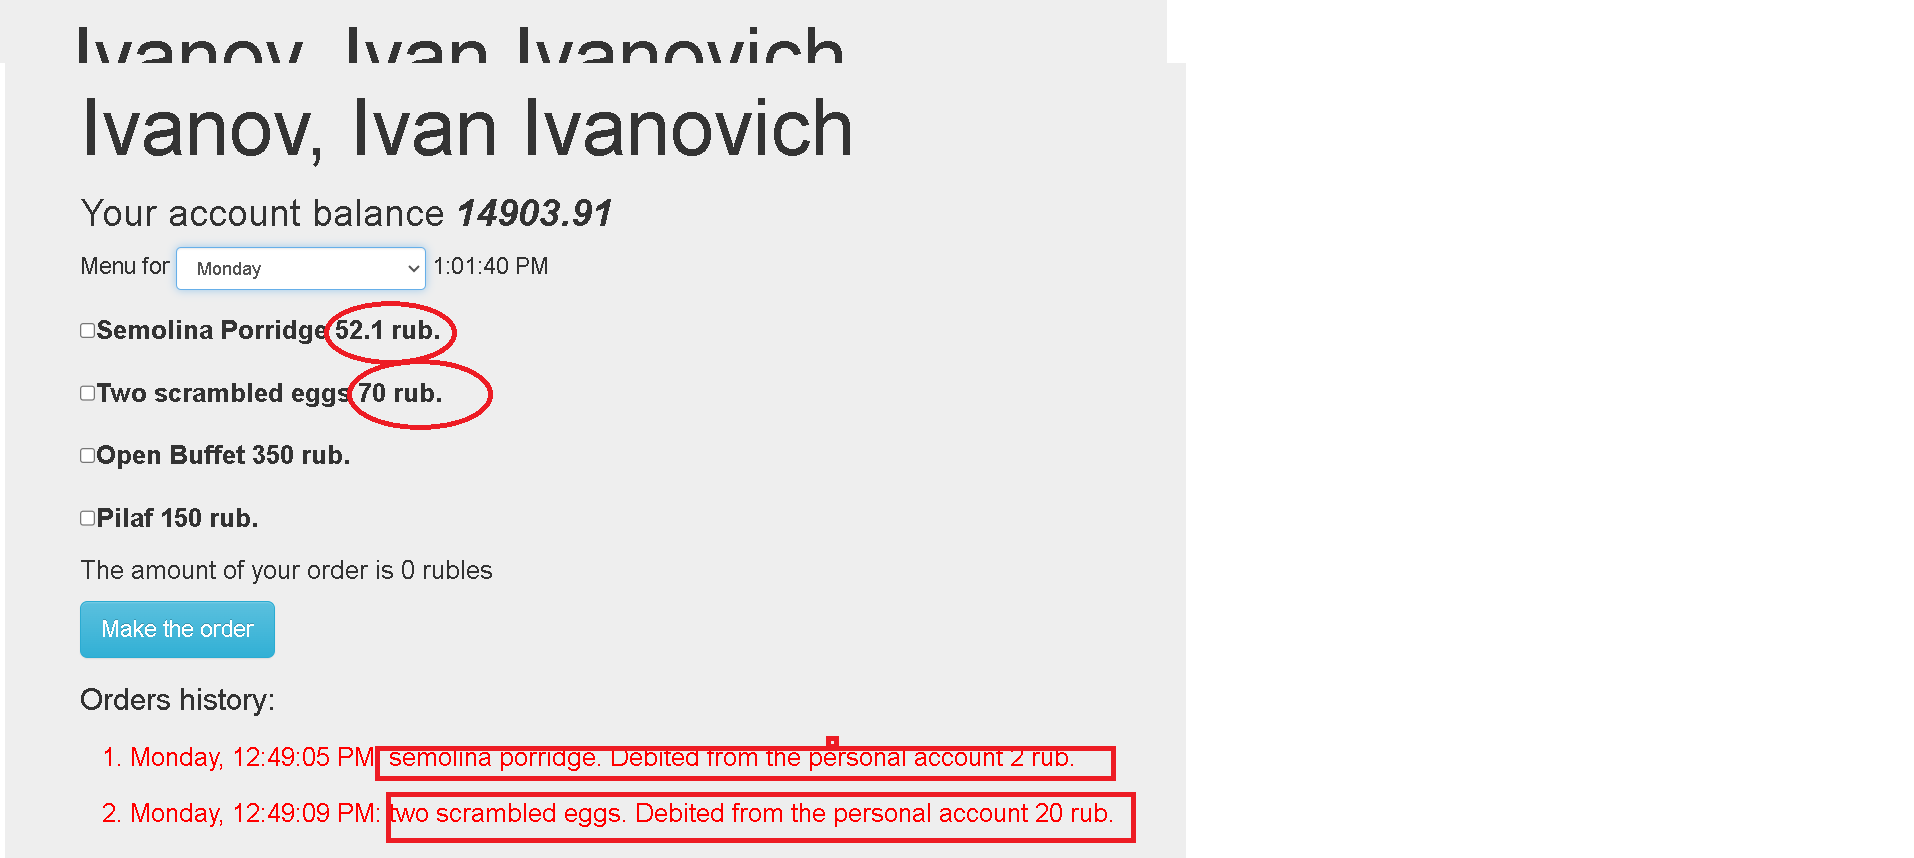 Ivanov, Ivan Ivanovich
Ivanov, Ivan Ivanovich
Your account balance 14903.91
Menu for Monday 1:01:40 PM
Semolina Porridge 52.1 rub.
Two scrambled eggs 70 rub.
Open Buffet 350 rub.
Pilaf 150 rub.
The amount of your order is 0 rubles
Make the order
Orders history:
1. Monday, 12:49:05 PM: semolina porridge. Debited from the personal account 2 rub.
2. Monday, 12:49:09 PM: two scrambled eggs. Debited from the personal account 20 rub.